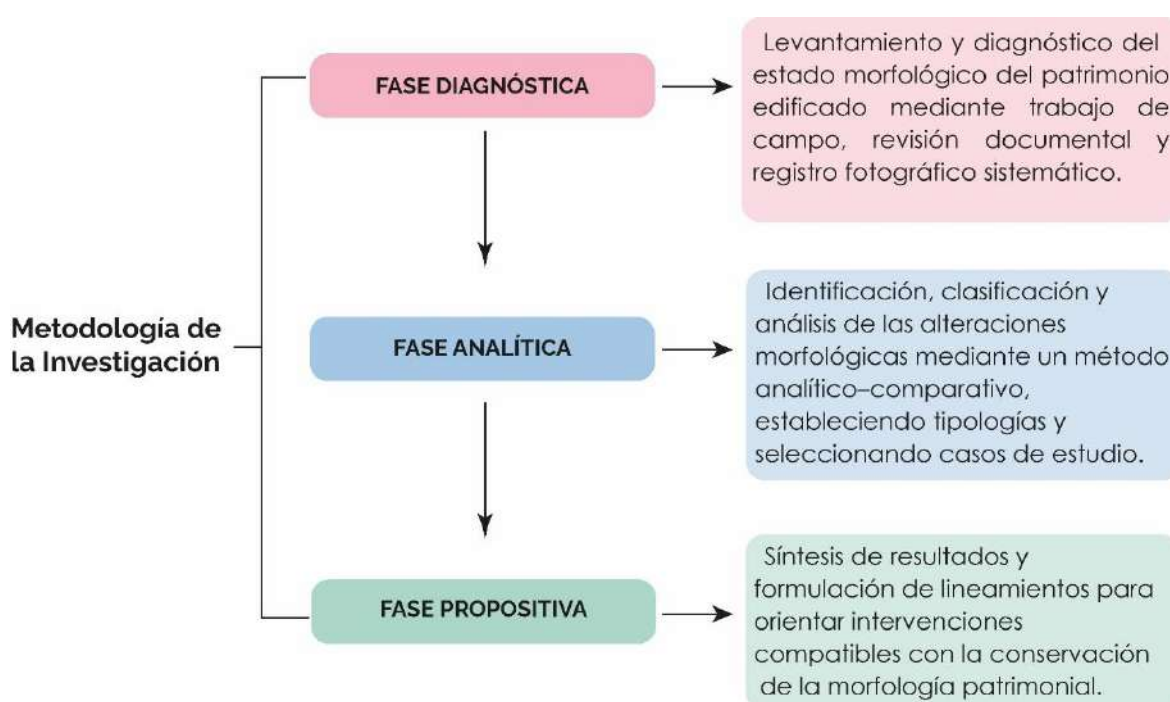 Metodología de
la Investigación
FASE DIAGNÓSTICA
Levantamiento y diagnóstico del
estado morfológico del patrimonio
edificado mediante trabajo de
campo, revisión documental y
registro fotográfico sistemático.
FASE ANALÍTICA
Identificación, clasificación y
análisis de las alteraciones
morfológicas mediante un método
analítico–comparativo,
estableciendo tipologías y
seleccionando casos de estudio.
FASE PROPOSITIVA
Síntesis de resultados y
formulación de lineamientos para
orientar intervenciones
compatibles con la conservación
de la morfología patrimonial.